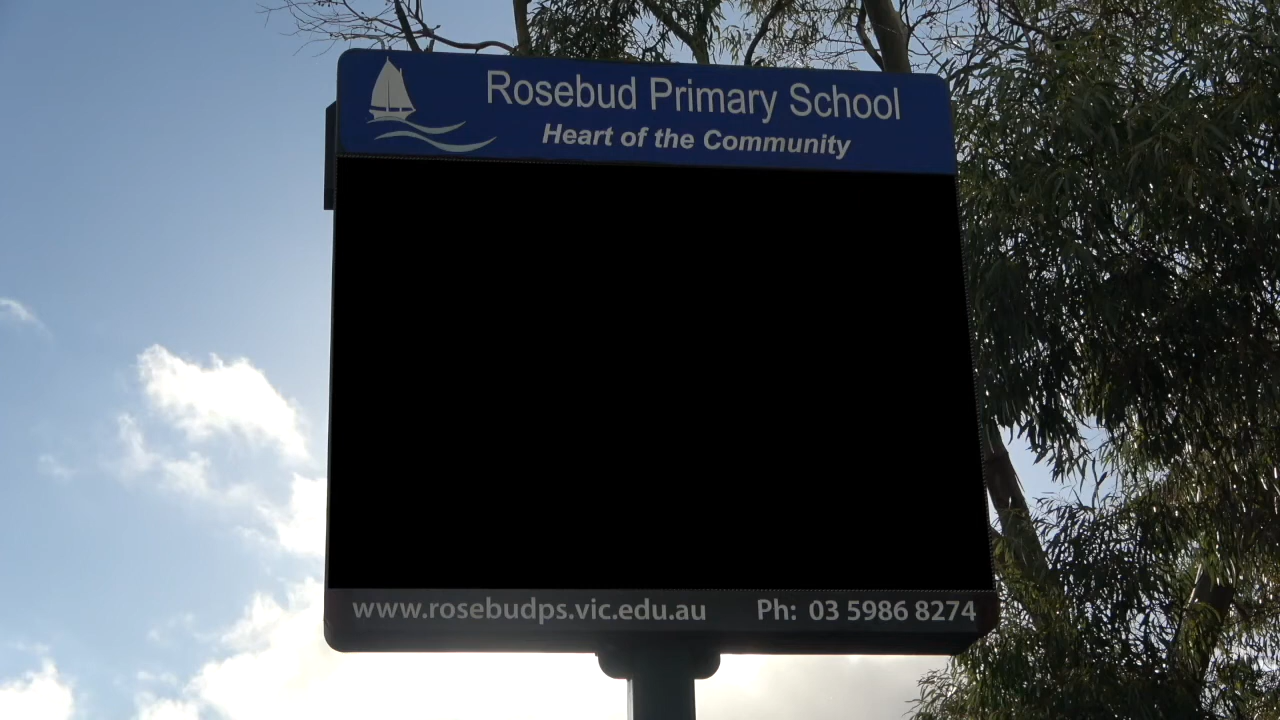 Rosebud Primary School
Heart of the Community
www.rosebudps.vic.edu.au Ph: 03 5986 8274